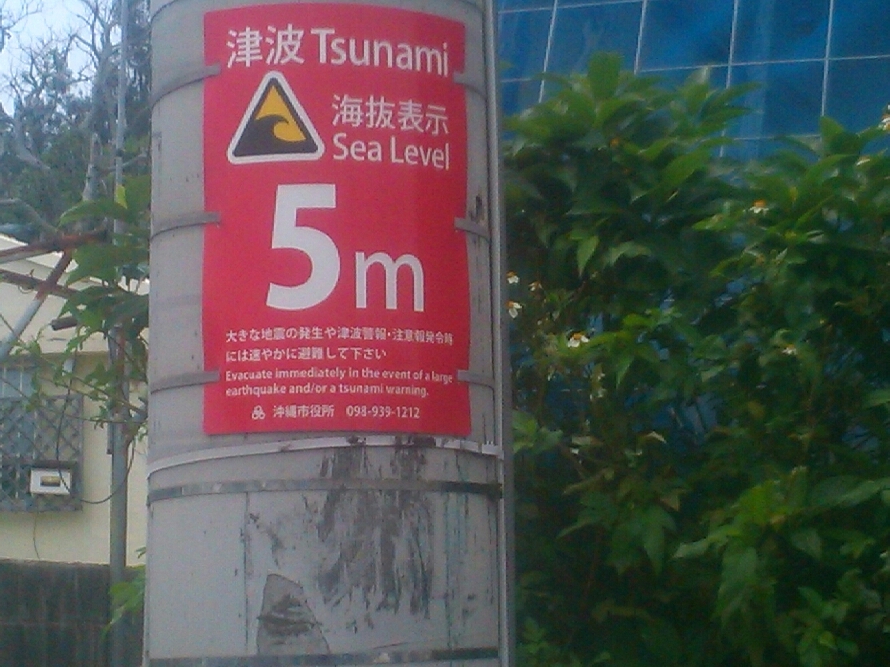 津波 Tsunami
海抜表示
Sea Level
5m
大きな地震の発生や津波警報・注意報発令時
には速やかに避難して下さい
Evacuate immediately in the event of a large
earthquake and/or a tsunami warning.
沖縄市役所 098-939-1212